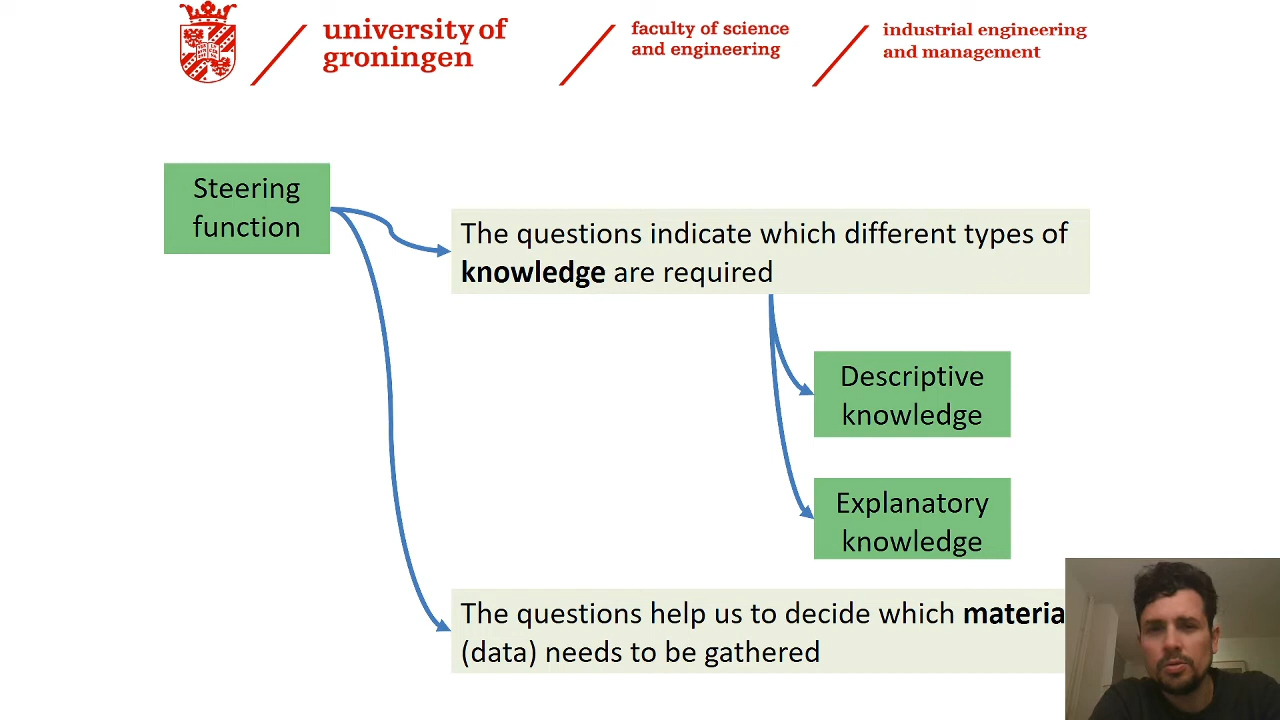 university of
groningen
faculty of science
and engineering
industrial engineering
and management
Steering
function
The questions indicate which different types of
knowledge are required
Descriptive
knowledge
Explanatory
knowledge
The questions help us to decide which materia
(data) needs to be gathered